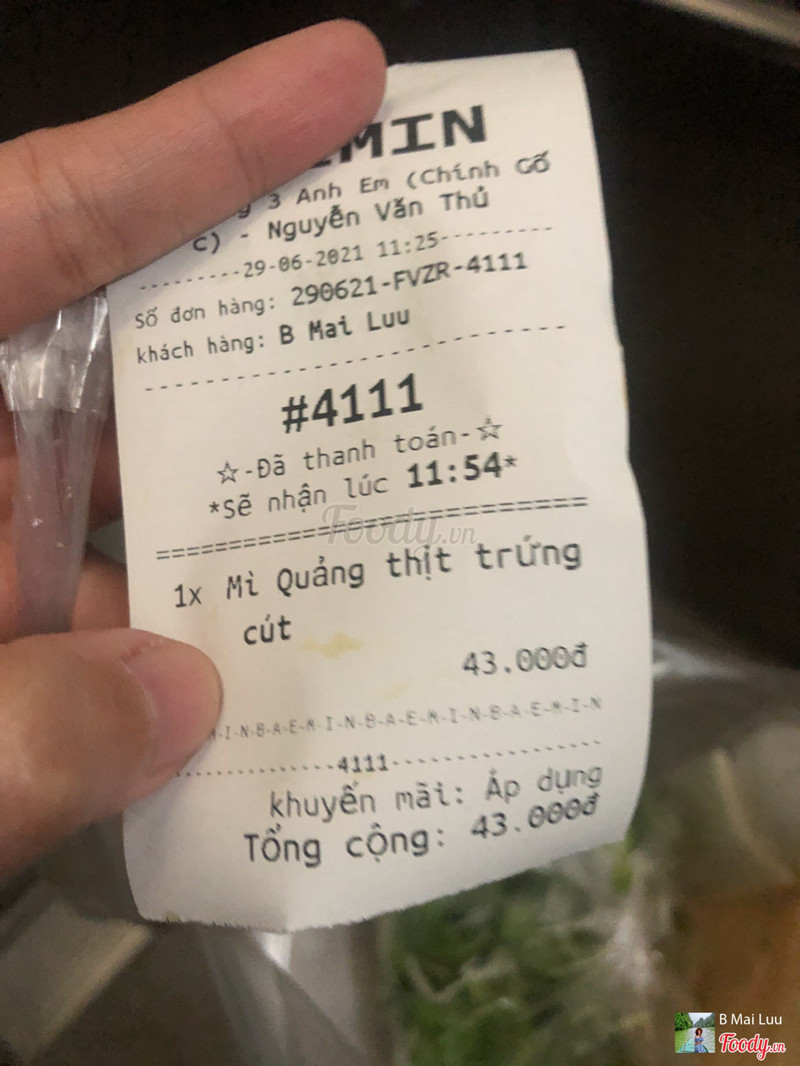 MIN
3 Anh Em (Chính Gố
c) - Nguyễn Văn Thủ
---------29-06-2021 11:25---------
Số đơn hàng: 290621-FVZR-4111
khách hàng: B Mai Luu
#4111
☆-Đã thanh toán-☆
*Sẽ nhận lúc 11:54*
Foody.vn
1x Mì Quảng thịt trứng
cút
43.000đ
-I-N-B-A-E-M-I-N-B-A-E-M-I-N-B-A-E-M-I-N
--------------4111------------------
khuyến mãi: Áp dụng
Tổng cộng: 43.000đ
B Mai Luu
Foody.vn